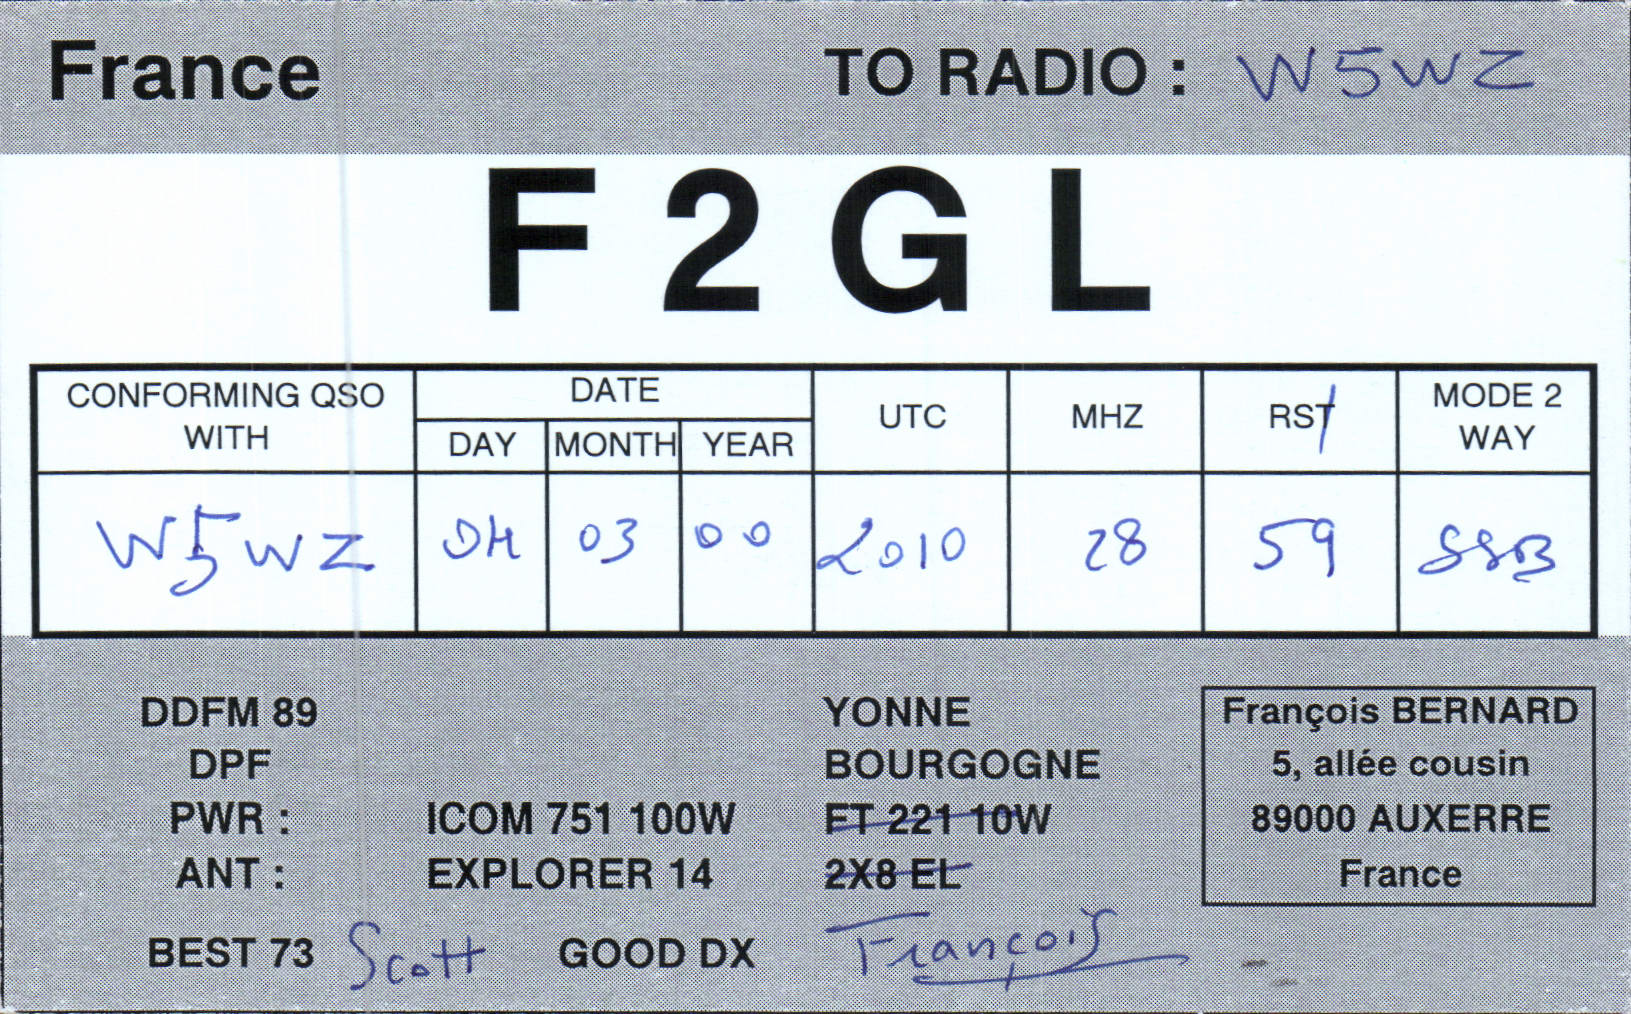 France TO RADIO : W5WZ
F2GL
CONFORMING QSO WITH DATE UTC MHZ RST MODE 2 WAY
DAY MONTH YEAR
W5WZ 04 03 00 2010 28 59 SSB
DDFM 89 YONNE
DPF BOURGOGNE
PWR : ICOM 751 100W FT 221 10W
ANT : EXPLORER 14 2X8 EL
BEST 73 Scott GOOD DX François
François BERNARD
5, allée cousin
89000 AUXERRE
France